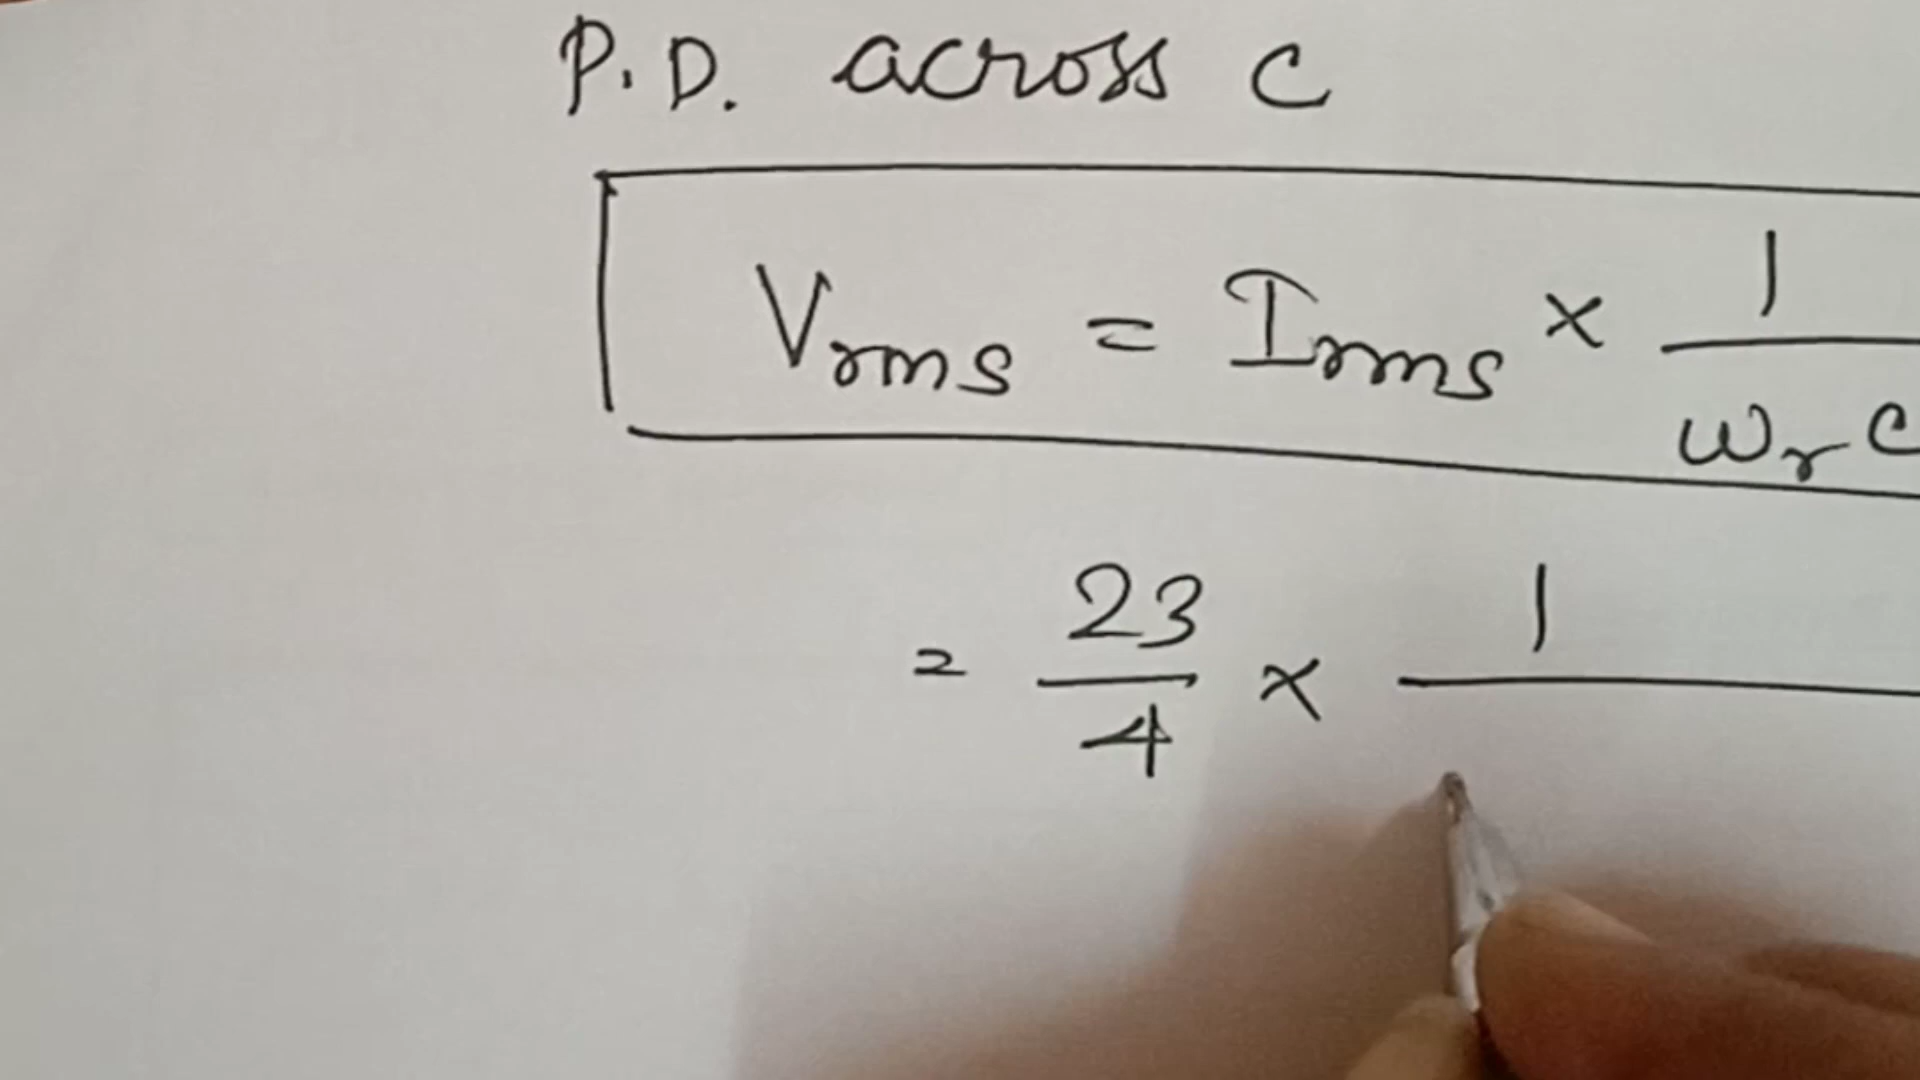 P.D. across C
Vrms = Irms × 1/ωrC
= 23/4 × 1/